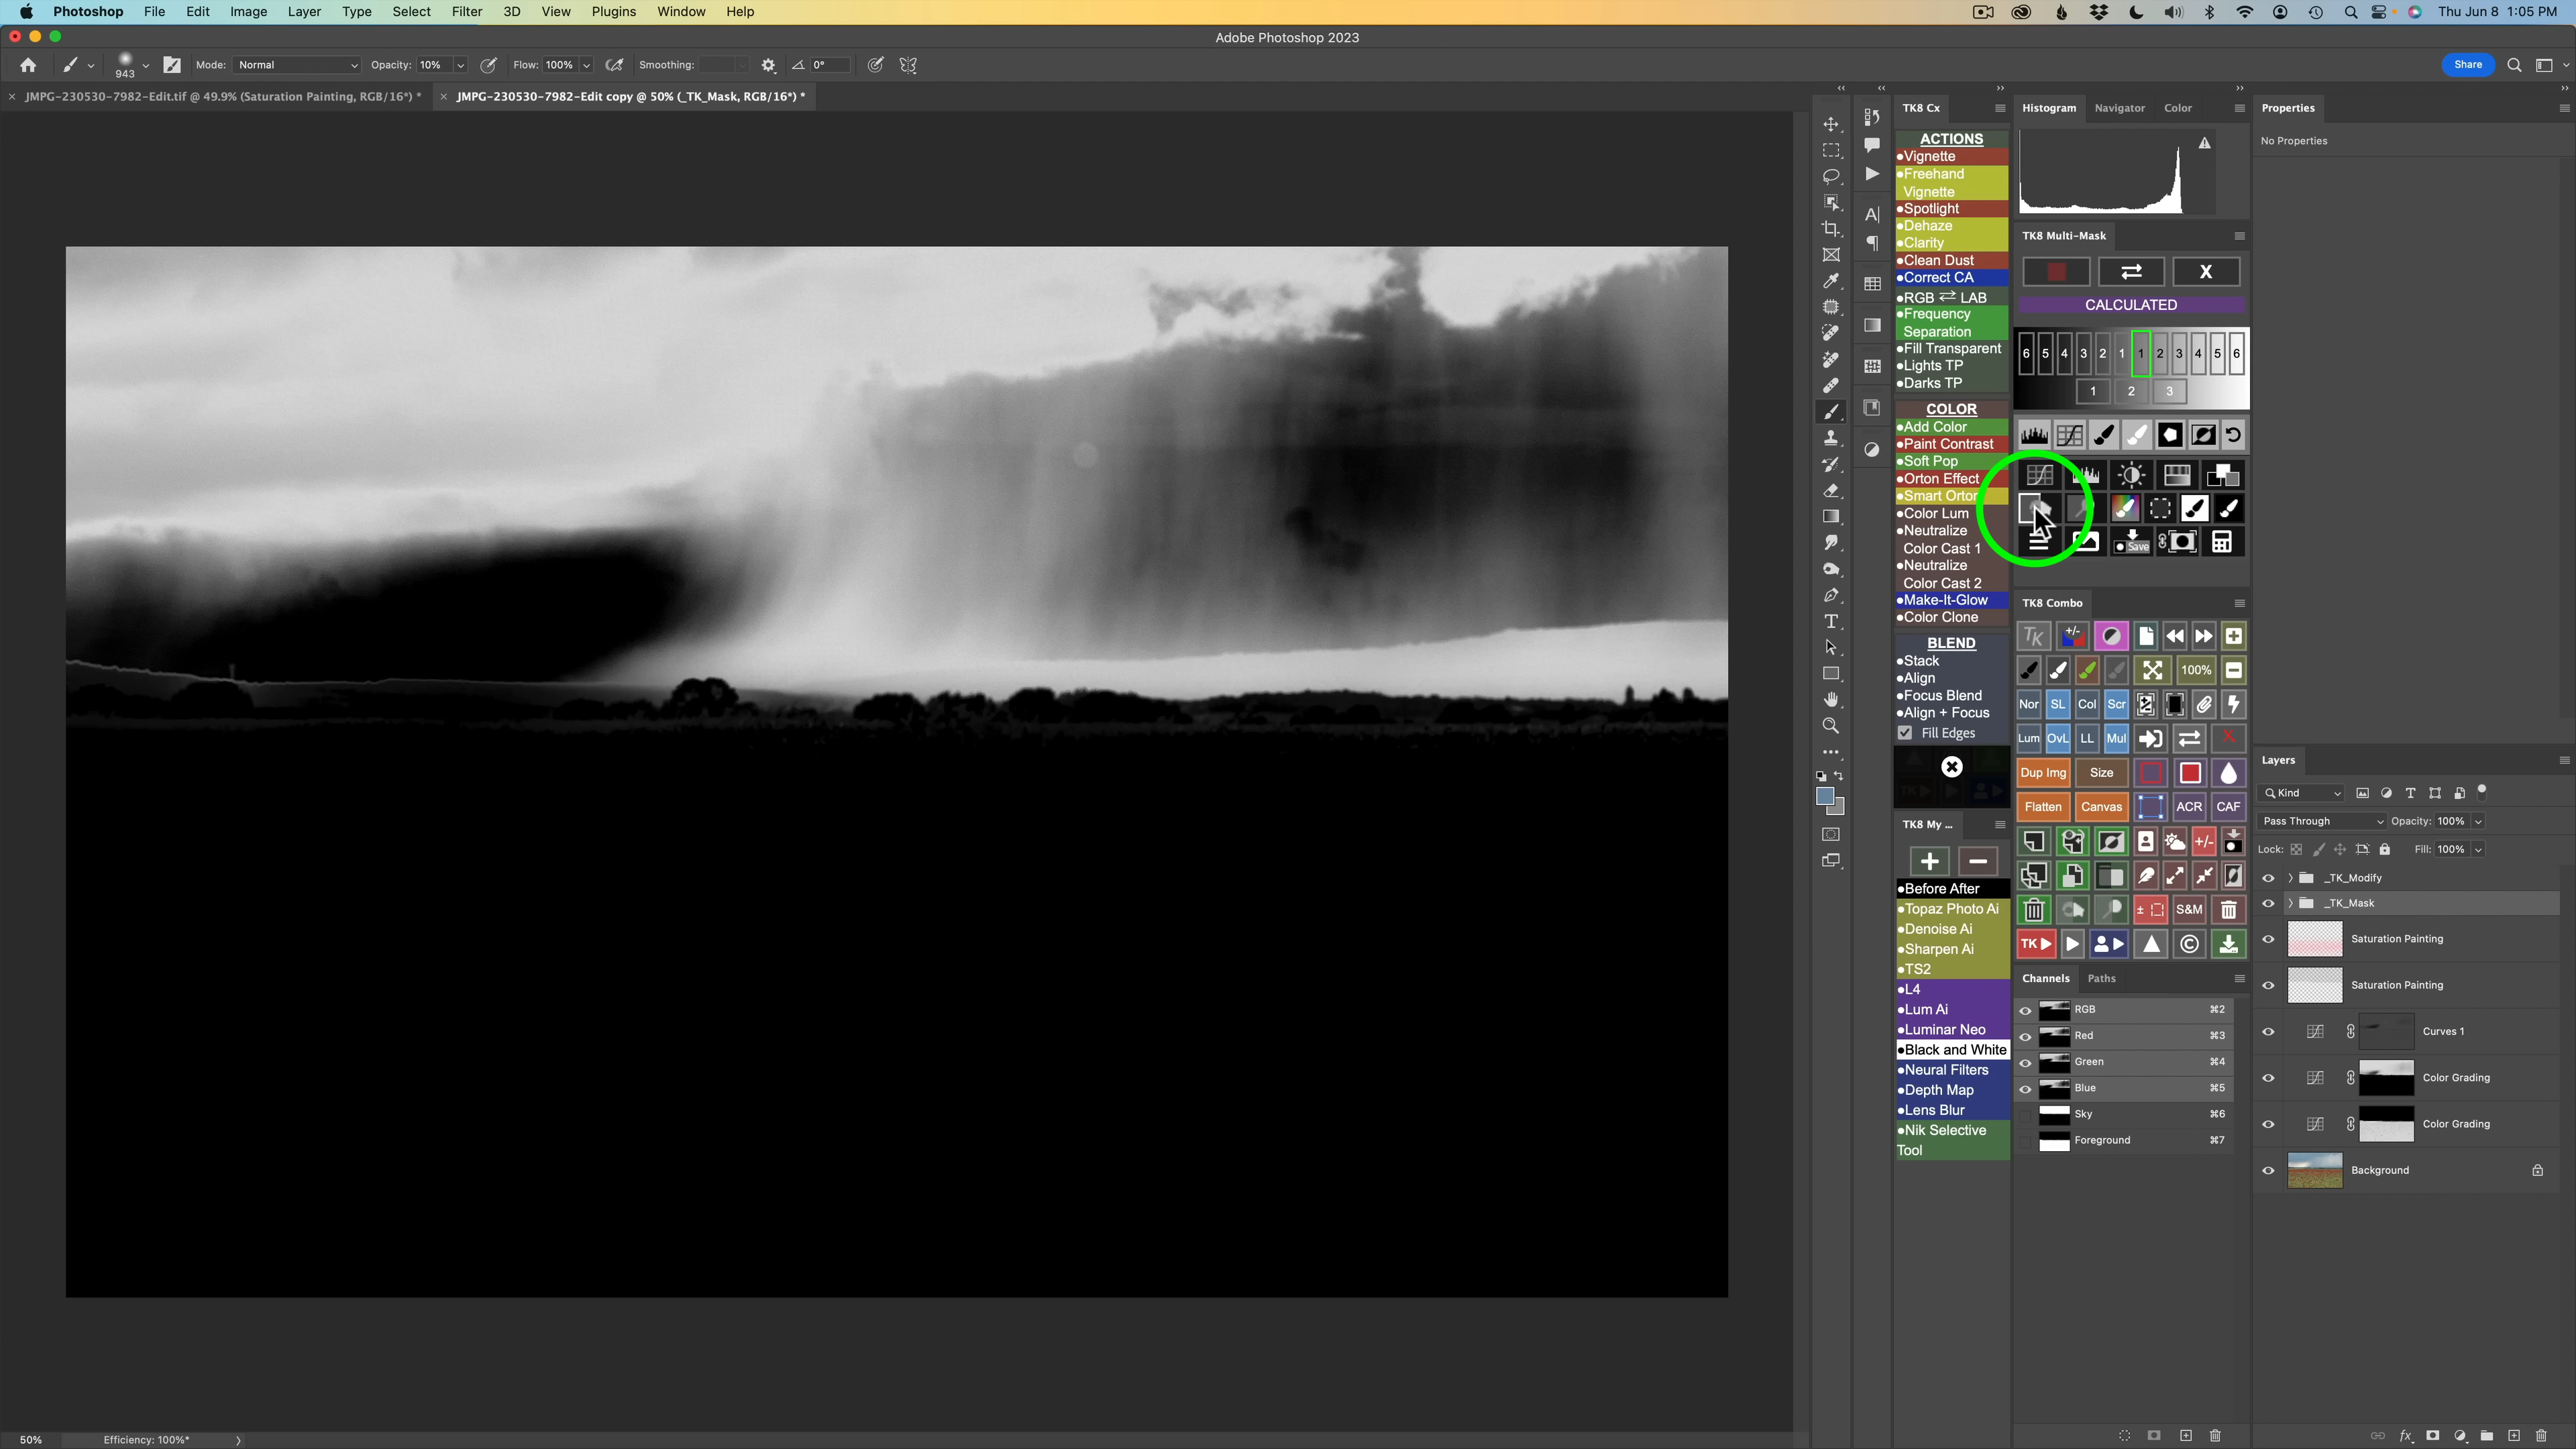 Photoshop File Edit Image Layer Type Select Filter 3D View Plugins Window Help Thu Jun 8 1:05 PM
Adobe Photoshop 2023
943 Mode: Normal Opacity: 10% Flow: 100% Smoothing: 0° Share
JMPG-230530-7982-Edit.tif @ 49.9% (Saturation Painting, RGB/16*) * JMPG-230530-7982-Edit copy @ 50% (_TK_Mask, RGB/16*) *
TK8 Cx
ACTIONS
Vignette
Freehand
Vignette
Spotlight
Dehaze
Clarity
Clean Dust
Correct CA
RGB ⇄ LAB
Frequency
Separation
Fill Transparent
Lights TP
Darks TP
COLOR
Add Color
Paint Contrast
Soft Pop
Orton Effect
Smart Orton
Color Lum
Neutralize
Color Cast 1
Neutralize
Color Cast 2
Make-It-Glow
Color Clone
BLEND
Stack
Align
Focus Blend
Align + Focus
Fill Edges
TK8 My ...
Before After
Topaz Photo Ai
Denoise Ai
Sharpen Ai
TS2
L4
Lum Ai
Luminar Neo
Black and White
Neural Filters
Depth Map
Lens Blur
Nik Selective
Tool
Histogram Navigator Color
TK8 Multi-Mask
X
CALCULATED
6 5 4 3 2 1 1 2 3 4 5 6
1 2 3
Save
TK8 Combo
TK +/-
100%
Nor SL Col Scr
Lum OvL LL Mul X
Dup Img Size
Flatten Canvas ACR CAF
+/-
S&M
TK ©
Channels Paths
RGB ⌘2
Red ⌘3
Green ⌘4
Blue ⌘5
Sky ⌘6
Foreground ⌘7
Properties
No Properties
Layers
Kind
Pass Through Opacity: 100%
Lock: Fill: 100%
_TK_Modify
_TK_Mask
Saturation Painting
Saturation Painting
Curves 1
Color Grading
Color Grading
Background
fx
50% Efficiency: 100%*